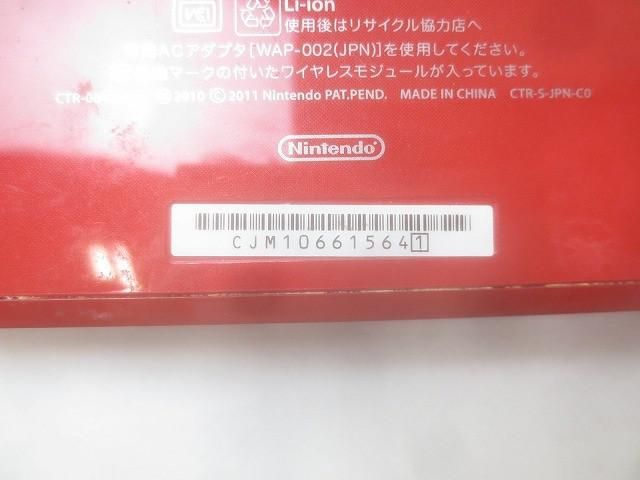 Li-ion
使用後はリサイクル協力店へ
ACアダプタ[WAP-002(JPN)]を使用してください。
マークの付いたワイヤレスモジュールが入っています。
2010 © 2011 Nintendo PAT.PEND. MADE IN CHINA CTR-S-JPN-C0
Nintendo
CJM106615641